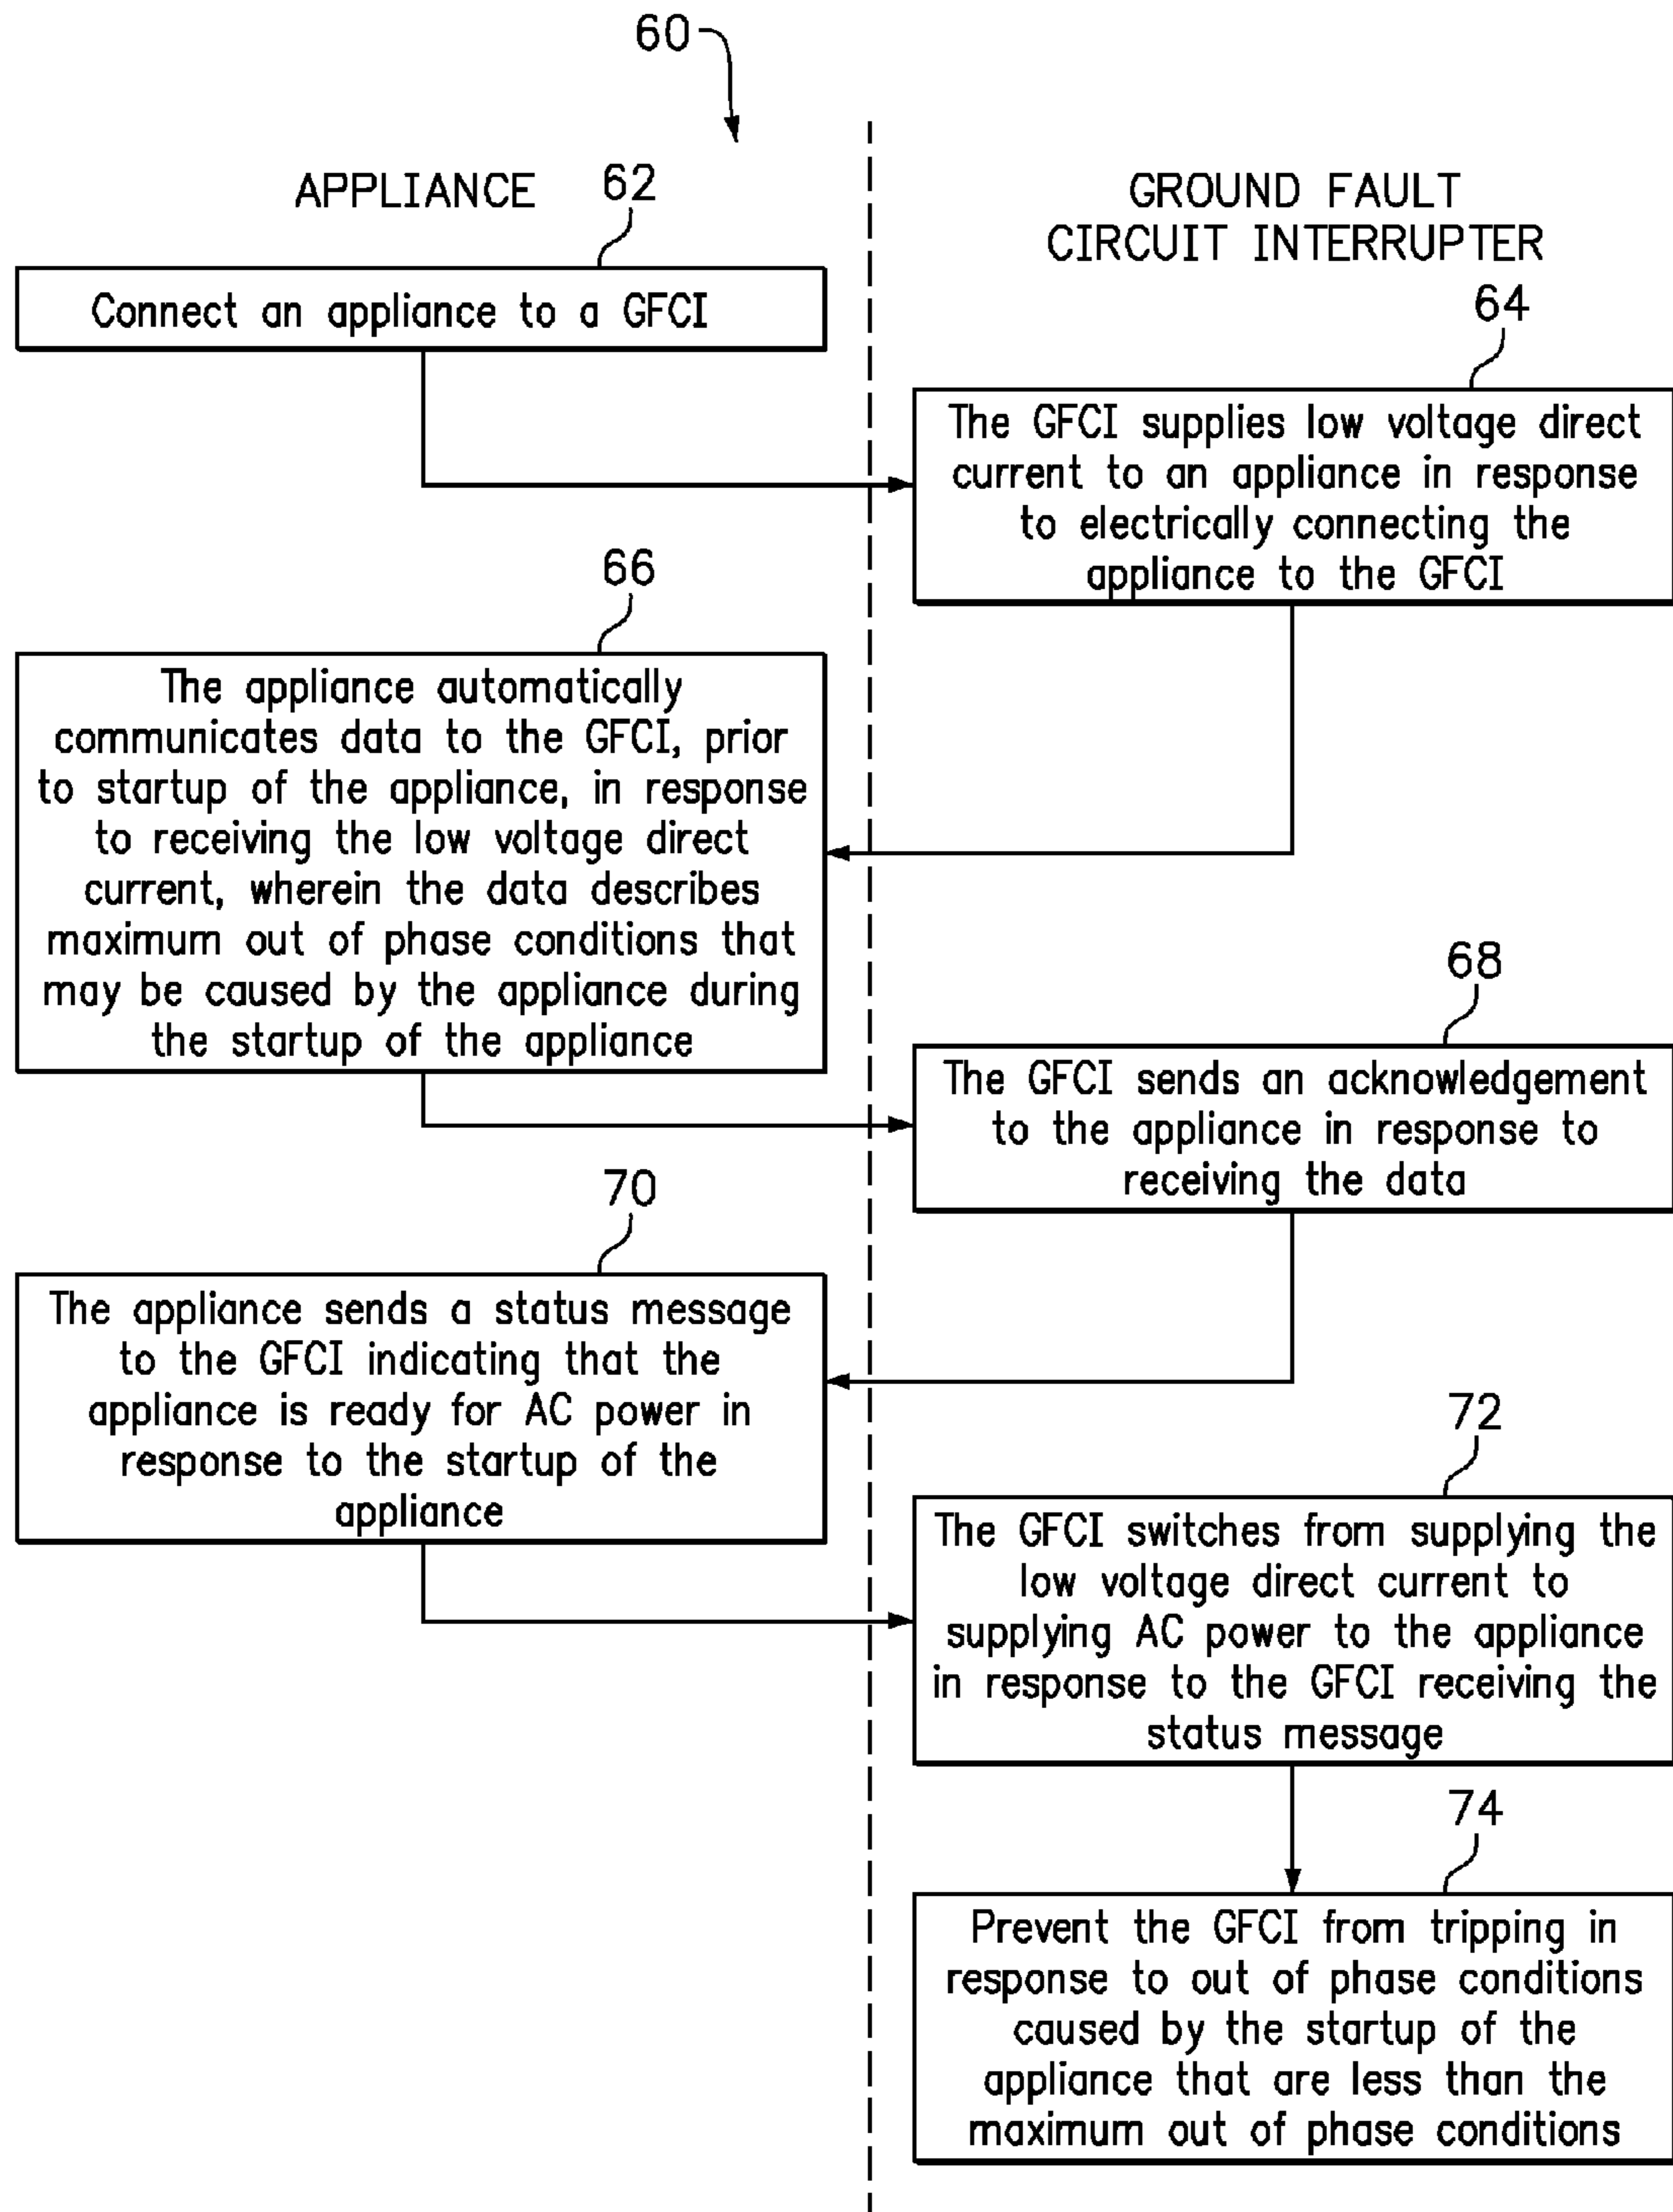 60
APPLIANCE
62
GROUND FAULT
CIRCUIT INTERRUPTER
Connect an appliance to a GFCI
64
The GFCI supplies low voltage direct
current to an appliance in response
to electrically connecting the
appliance to the GFCI
66
The appliance automatically
communicates data to the GFCI, prior
to startup of the appliance, in response
to receiving the low voltage direct
current, wherein the data describes
maximum out of phase conditions that
may be caused by the appliance during
the startup of the appliance
68
The GFCI sends an acknowledgement
to the appliance in response to
receiving the data
70
The appliance sends a status message
to the GFCI indicating that the
appliance is ready for AC power in
response to the startup of the
appliance
72
The GFCI switches from supplying the
low voltage direct current to
supplying AC power to the appliance
in response to the GFCI receiving the
status message
74
Prevent the GFCI from tripping in
response to out of phase conditions
caused by the startup of the
appliance that are less than the
maximum out of phase conditions